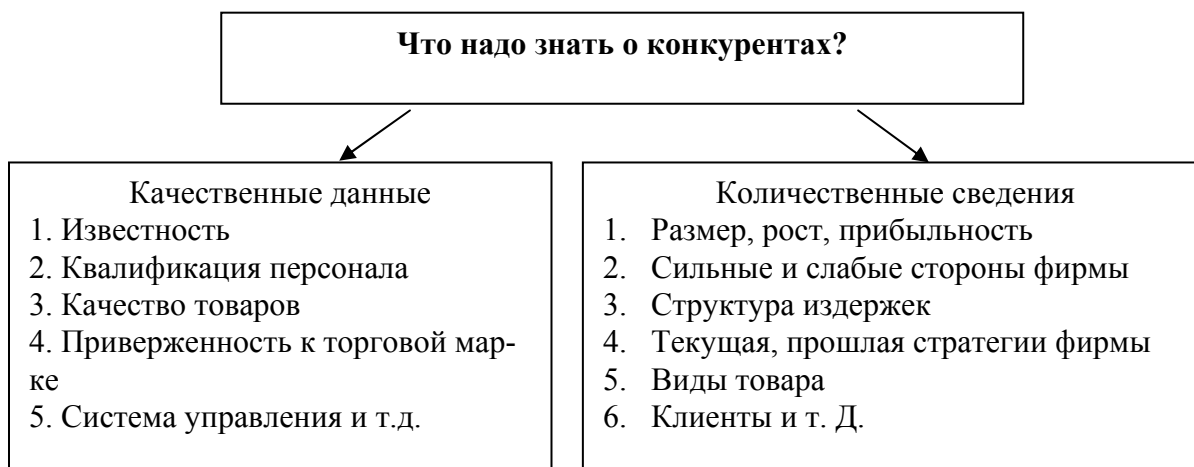 Что надо знать о конкурентах?
Качественные данные
1. Известность
2. Квалификация персонала
3. Качество товаров
4. Приверженность к торговой мар-
ке
5. Система управления и т.д.
Количественные сведения
1. Размер, рост, прибыльность
2. Сильные и слабые стороны фирмы
3. Структура издержек
4. Текущая, прошлая стратегии фирмы
5. Виды товара
6. Клиенты и т. Д.